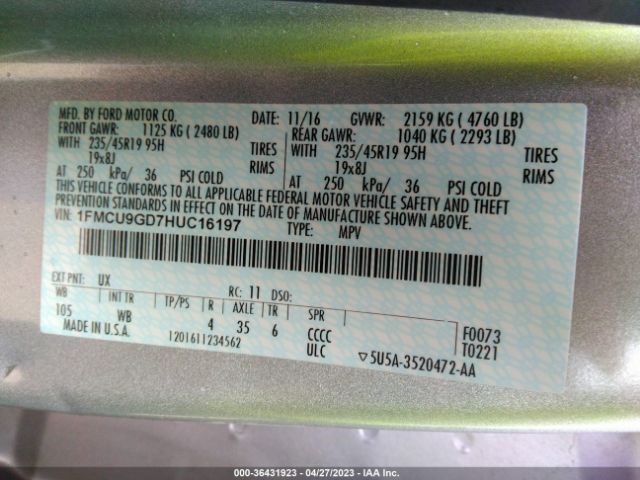 MFD. BY FORD MOTOR CO. DATE: 11/16 GVWR: 2159 KG ( 4760 LB)
FRONT GAWR: 1125 KG ( 2480 LB) REAR GAWR: 1040 KG ( 2293 LB)
WITH 235/45R19 95H TIRES WITH 235/45R19 95H TIRES
19x8J RIMS 19x8J RIMS
AT 250 kPa/ 36 PSI COLD AT 250 kPa/ 36 PSI COLD
THIS VEHICLE CONFORMS TO ALL APPLICABLE FEDERAL MOTOR VEHICLE SAFETY AND THEFT
PREVENTION STANDARDS IN EFFECT ON THE DATE OF MANUFACTURE SHOWN ABOVE.
VIN: 1FMCU9GD7HUC16197 TYPE: MPV
EXT PNT: UX RC: 11 DSO:
WB INT TR TP/PS R AXLE TR SPR
105 WB 4 35 6 CCCC F0073
MADE IN U.S.A. 1201611234562 ULC T0221
▽5U5A-3520472-AA
000-36431923 - 04/27/2023 - IAA Inc.